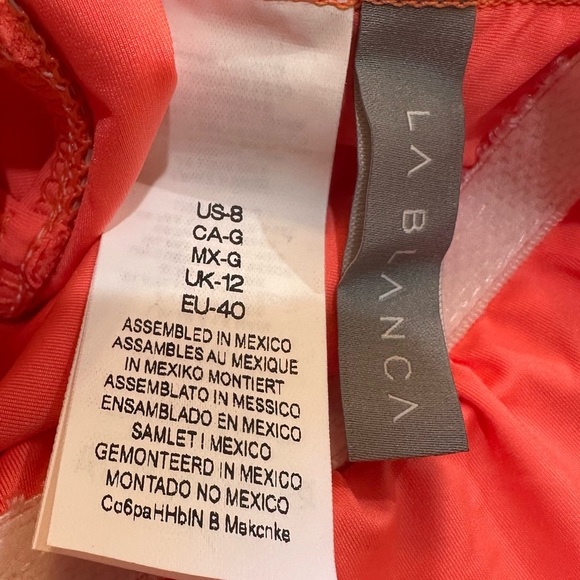 US-8
CA-G
MX-G
UK-12
EU-40
ASSEMBLED IN MEXICO
ASSAMBLES AU MEXIQUE
IN MEXIKO MONTIERT
ASSEMBLATO IN MESSICO
ENSAMBLADO EN MEXICO
SAMLET I MEXICO
GEMONTEERD IN MEXICO
MONTADO NO MEXICO
Co6paHHbIN B Mekcnke
LA BLANCA